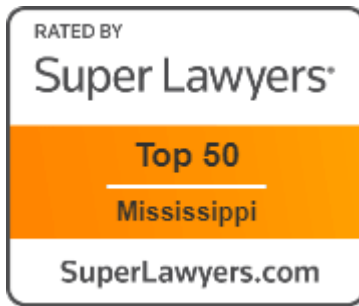 RATED BY
Super Lawyers®
Top 50
Mississippi
SuperLawyers.com